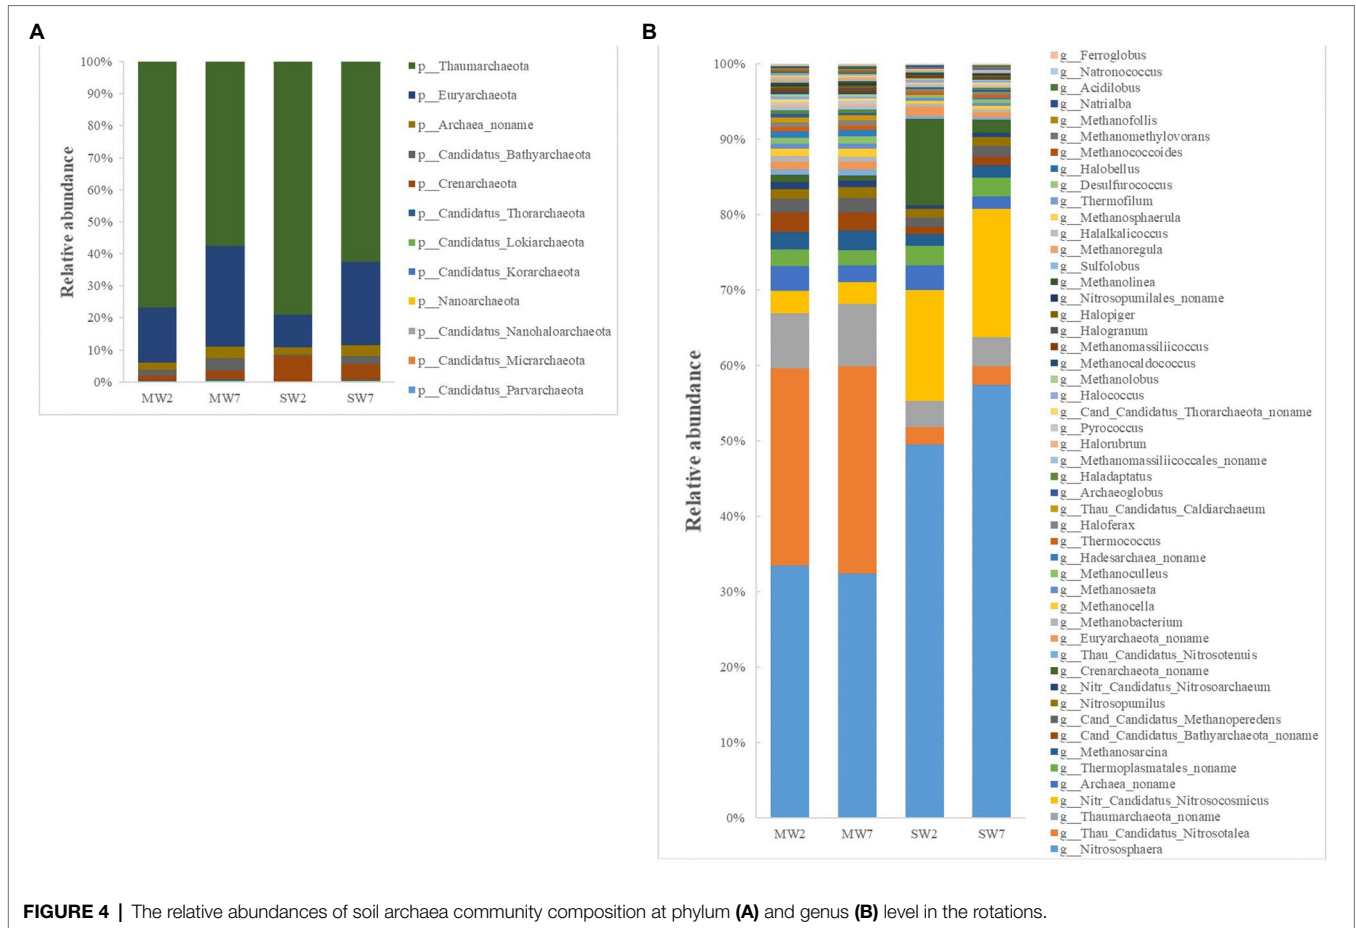 A
100%
90%
80%
70%
60%
50%
40%
30%
20%
10%
0%
Relative abundance
MW2 MW7 SW2 SW7
p__Thaumarchaeota
p__Euryarchaeota
p__Archaea_noname
p__Candidatus_Bathyarchaeota
p__Crenarchaeota
p__Candidatus_Thorarchaeota
p__Candidatus_Lokiarchaeota
p__Candidatus_Korarchaeota
p__Nanoarchaeota
p__Candidatus_Nanohaloarchaeota
p__Candidatus_Micrarchaeota
p__Candidatus_Parvarchaeota
B
100%
90%
80%
70%
60%
50%
40%
30%
20%
10%
0%
Relative abundance
MW2 MW7 SW2 SW7
g__Ferroglobus
g__Natronococcus
g__Acidilobus
g__Natrialba
g__Methanofollis
g__Methanomethylovorans
g__Methanococcoides
g__Halobellus
g__Desulfurococcus
g__Thermofilum
g__Methanosphaerula
g__Halalkalicoccus
g__Methanoregula
g__Sulfolobus
g__Methanolinea
g__Nitrosopumilales_noname
g__Halopiger
g__Halogranum
g__Methanomassiliicoccus
g__Methanocaldococcus
g__Methanolobus
g__Halococcus
g__Cand_Candidatus_Thorarchaeota_noname
g__Pyrococcus
g__Halorubrum
g__Methanomassiliicoccales_noname
g__Haladaptatus
g__Archaeoglobus
g__Thau_Candidatus_Caldiarchaeum
g__Haloferax
g__Thermococcus
g__Hadesarchaea_noname
g__Methanoculleus
g__Methanosaeta
g__Methanocella
g__Methanobacterium
g__Euryarchaeota_noname
g__Thau_Candidatus_Nitrosotenuis
g__Crenarchaeota_noname
g__Nitr_Candidatus_Nitrosoarchaeum
g__Nitrosopumilus
g__Cand_Candidatus_Methanoperedens
g__Cand_Candidatus_Bathyarchaeota_noname
g__Methanosarcina
g__Thermoplasmatales_noname
g__Archaea_noname
g__Nitr_Candidatus_Nitrosocosmicus
g__Thaumarchaeota_noname
g__Thau_Candidatus_Nitrosotalea
g__Nitrososphaera
FIGURE 4 | The relative abundances of soil archaea community composition at phylum (A) and genus (B) level in the rotations.